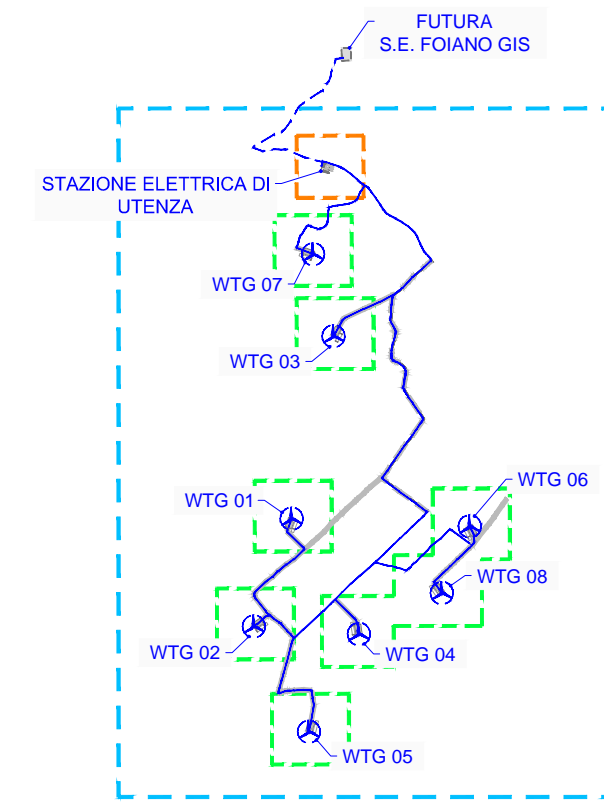 FUTURA
S.E. FOIANO GIS
STAZIONE ELETTRICA DI
UTENZA
WTG 07
WTG 03
WTG 01
WTG 06
WTG 08
WTG 02
WTG 04
WTG 05